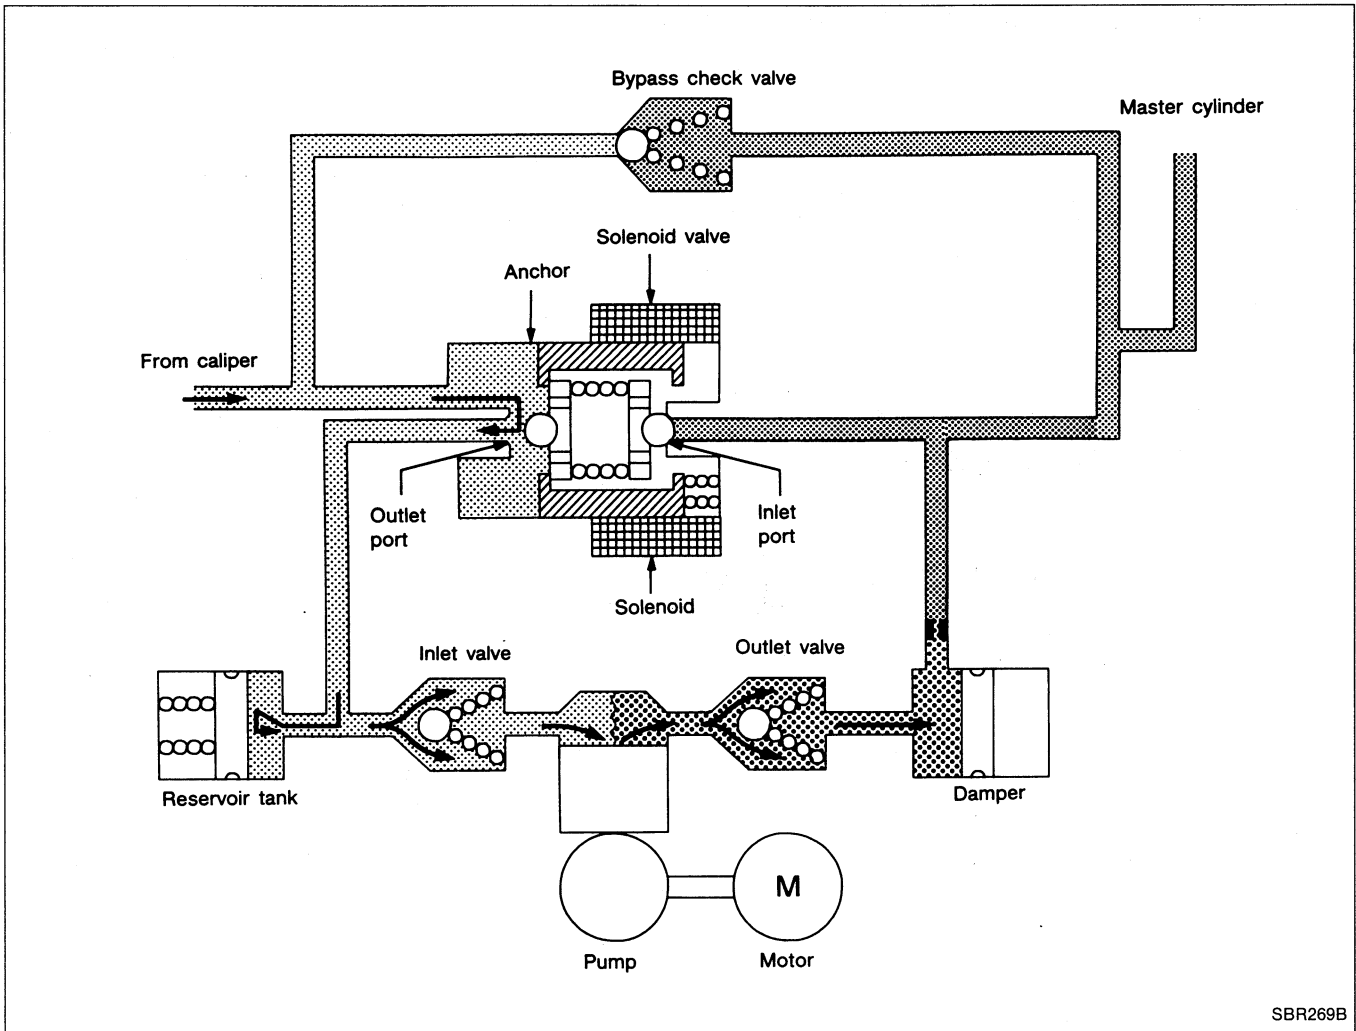 Bypass check valve
Master cylinder
Solenoid valve
Anchor
From caliper
Outlet
port
Inlet
port
Solenoid
Inlet valve
Outlet valve
Reservoir tank
Damper
M
Pump
Motor
SBR269B